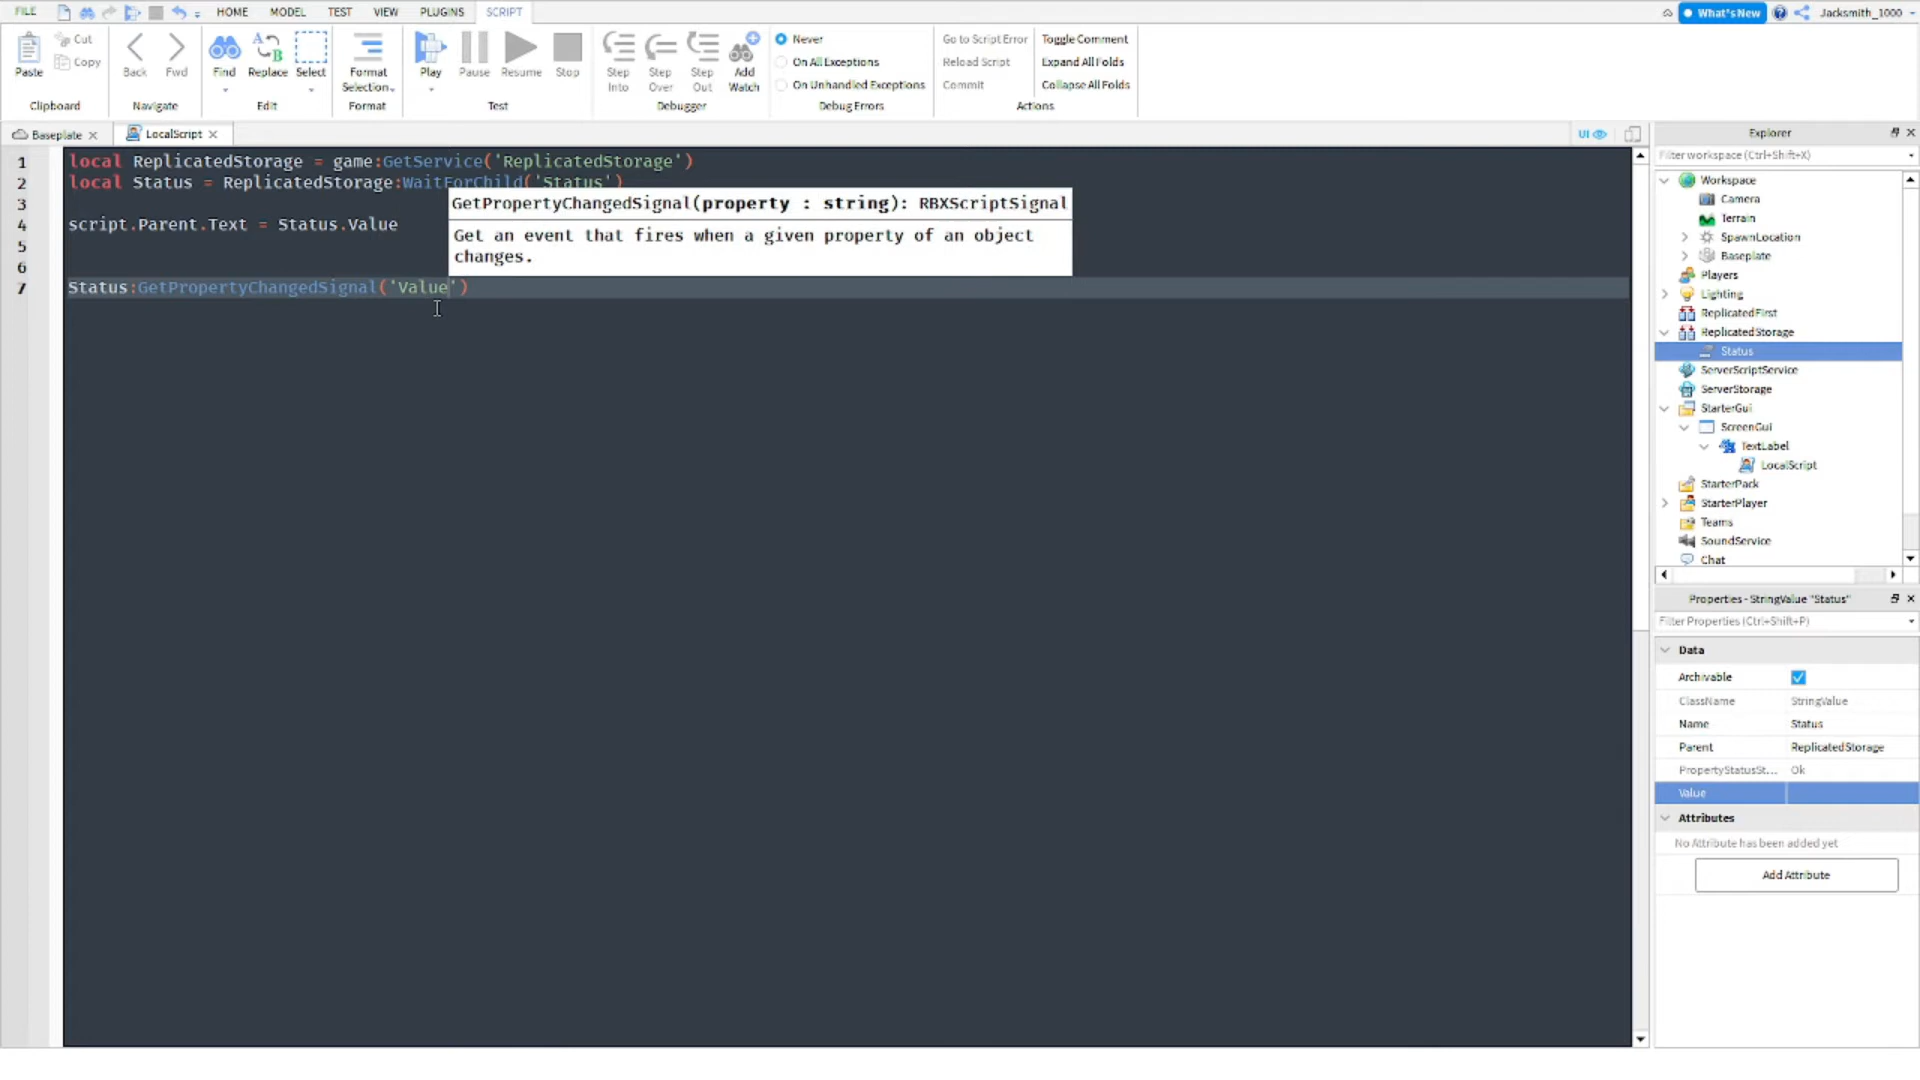 FILE HOME MODEL TEST VIEW PLUGINS SCRIPT What's New Jacksmith_1000
Paste Cut Copy
Clipboard
Back Fwd
Navigate
Find Replace Select
Edit
Format Selection
Format
Play Pause Resume Stop
Test
Step Into Step Over Step Out Add Watch
Debugger
Never
On All Exceptions
On Unhandled Exceptions
Debug Errors
Go to Script Error Toggle Comment
Reload Script Expand All Folds
Commit Collapse All Folds
Actions
Baseplate LocalScript UI
1 local ReplicatedStorage = game:GetService('ReplicatedStorage')
2 local Status = ReplicatedStorage:WaitForChild('Status')
3
4 script.Parent.Text = Status.Value
5
6
7 Status:GetPropertyChangedSignal('Value')
GetPropertyChangedSignal(property : string): RBXScriptSignal
Get an event that fires when a given property of an object
changes.
Explorer
Filter workspace (Ctrl+Shift+X)
Workspace
Camera
Terrain
SpawnLocation
Baseplate
Players
Lighting
ReplicatedFirst
ReplicatedStorage
Status
ServerScriptService
ServerStorage
StarterGui
ScreenGui
TextLabel
LocalScript
StarterPack
StarterPlayer
Teams
SoundService
Chat
Properties - StringValue "Status"
Filter Properties (Ctrl+Shift+P)
Data
Archivable
ClassName StringValue
Name Status
Parent ReplicatedStorage
PropertyStatusSt... Ok
Value
Attributes
No Attribute has been added yet
Add Attribute